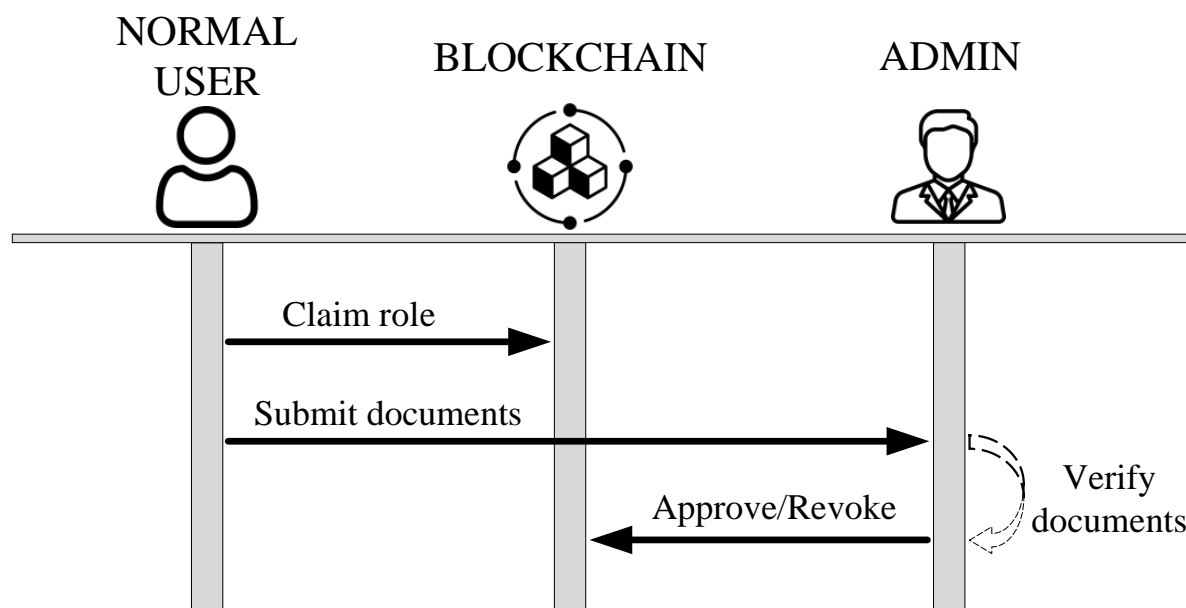 NORMAL
USER
BLOCKCHAIN
ADMIN
Claim role
Submit documents
Verify
documents
Approve/Revoke